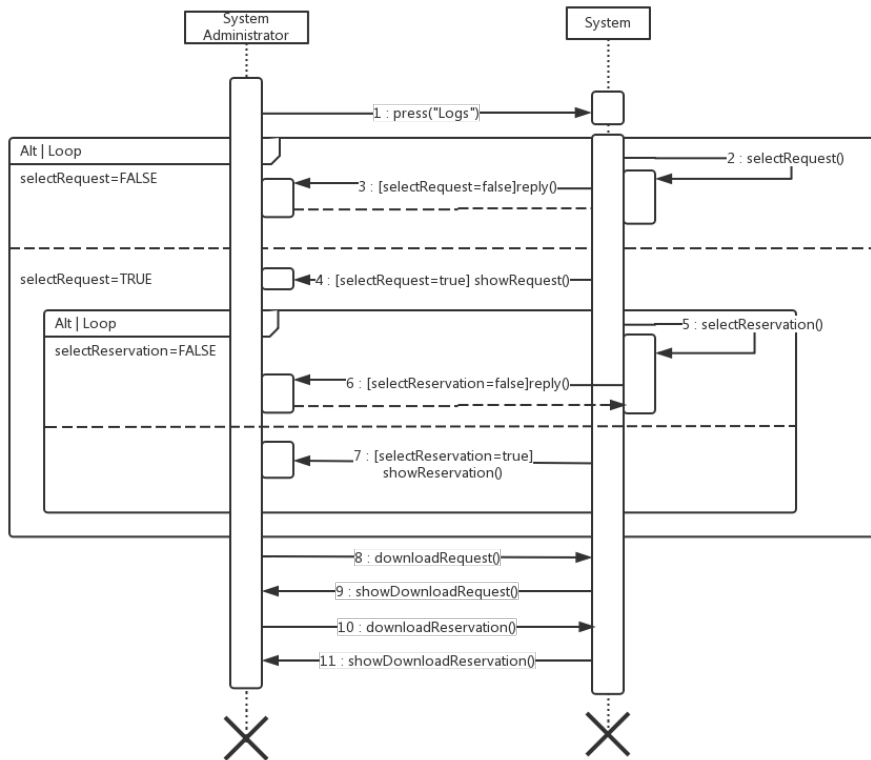 System
Administrator
System
1 : press("Logs")
Alt | Loop
2 : selectRequest()
selectRequest=FALSE
3 : [selectRequest=false]reply()
selectRequest=TRUE
4 : [selectRequest=true] showRequest()
Alt | Loop
5 : selectReservation()
selectReservation=FALSE
6 : [selectReservation=false]reply()
7 : [selectReservation=true]
showReservation()
8 : downloadRequest()
9 : showDownloadRequest()
10 : downloadReservation()
11 : showDownloadReservation()